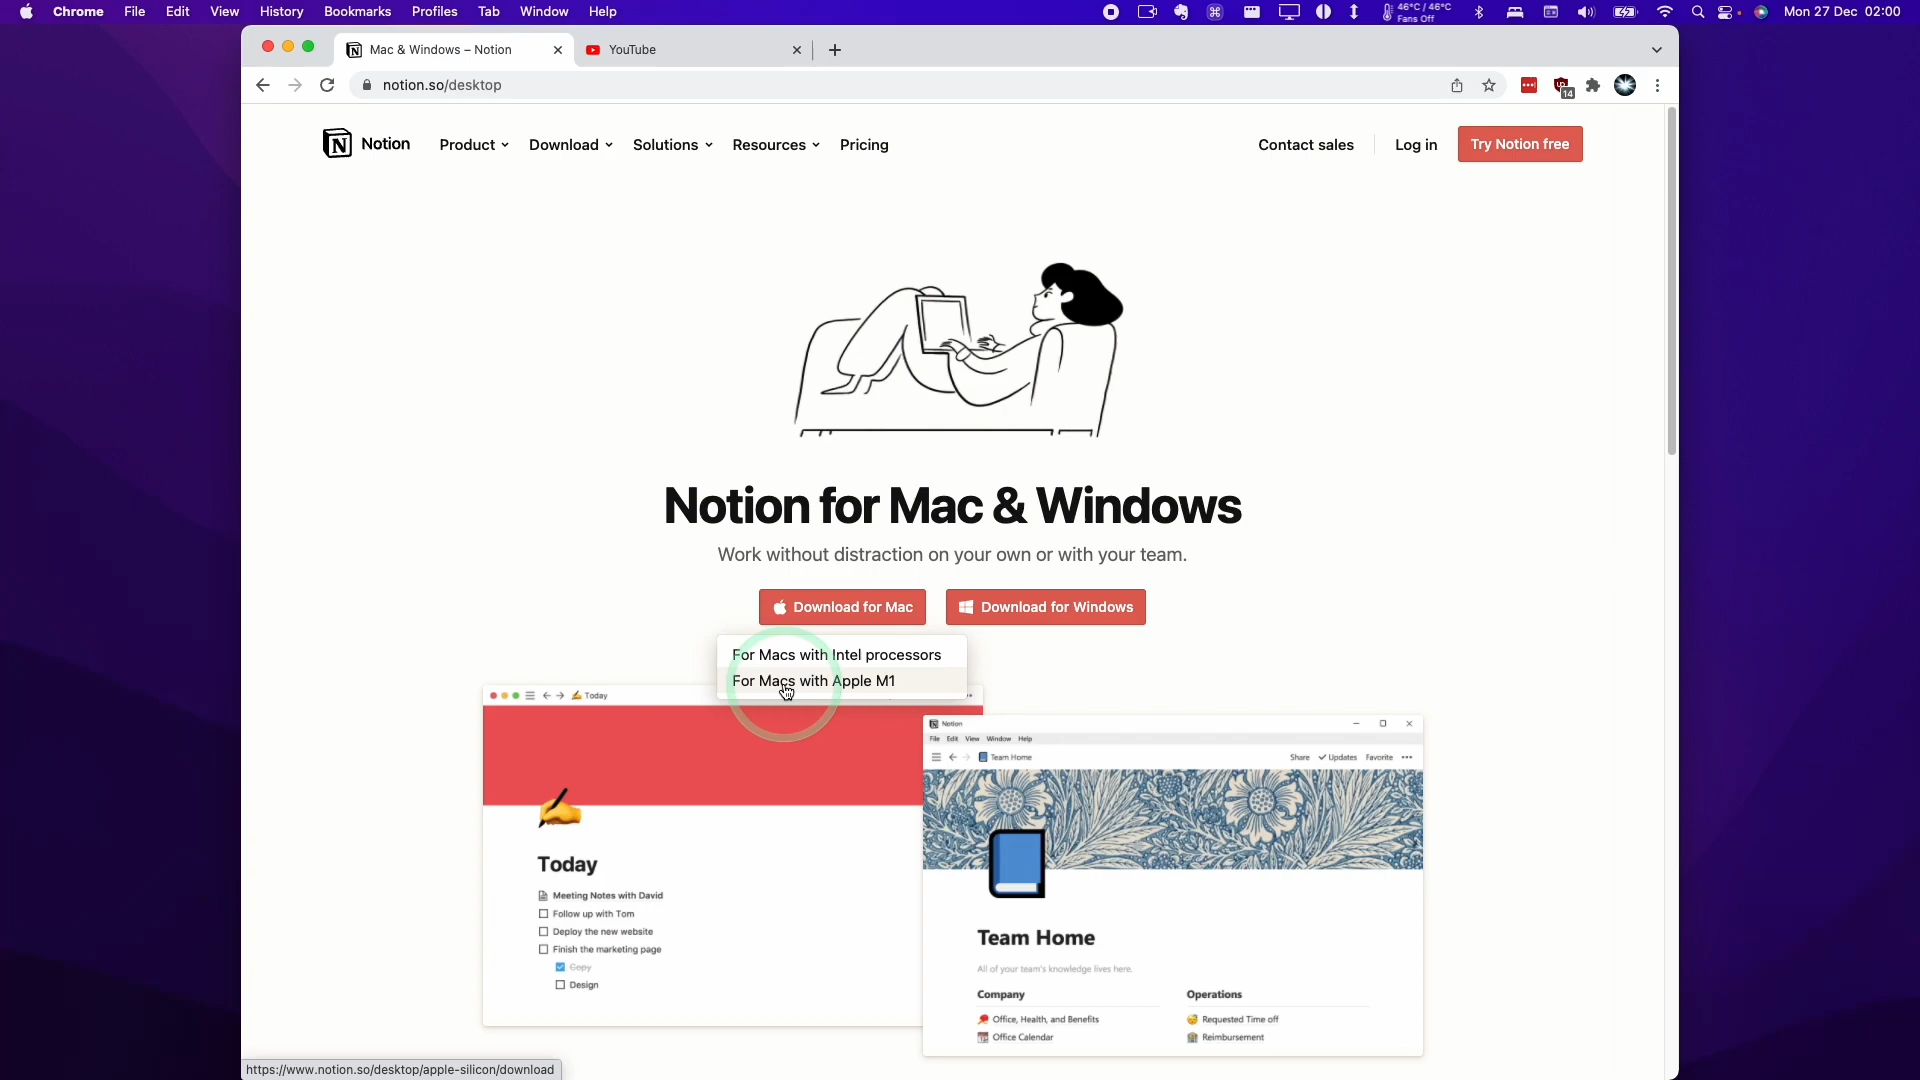 Chrome File Edit View History Bookmarks Profiles Tab Window Help
46°C / 46°C
Fans Off
Mon 27 Dec 02:00
Mac & Windows – Notion
YouTube
notion.so/desktop
14
Notion
Product
Download
Solutions
Resources
Pricing
Contact sales
Log in
Try Notion free
Notion for Mac & Windows
Work without distraction on your own or with your team.
Download for Mac
Download for Windows
For Macs with Intel processors
For Macs with Apple M1
Today
Today
Meeting Notes with David
Follow up with Tom
Deploy the new website
Finish the marketing page
Copy
Design
Notion
File Edit View Window Help
Team Home
Share
Updates
Favorite
Team Home
All of your team's knowledge lives here.
Company
Operations
Office, Health, and Benefits
Requested Time off
Office Calendar
Reimbursement
https://www.notion.so/desktop/apple-silicon/download